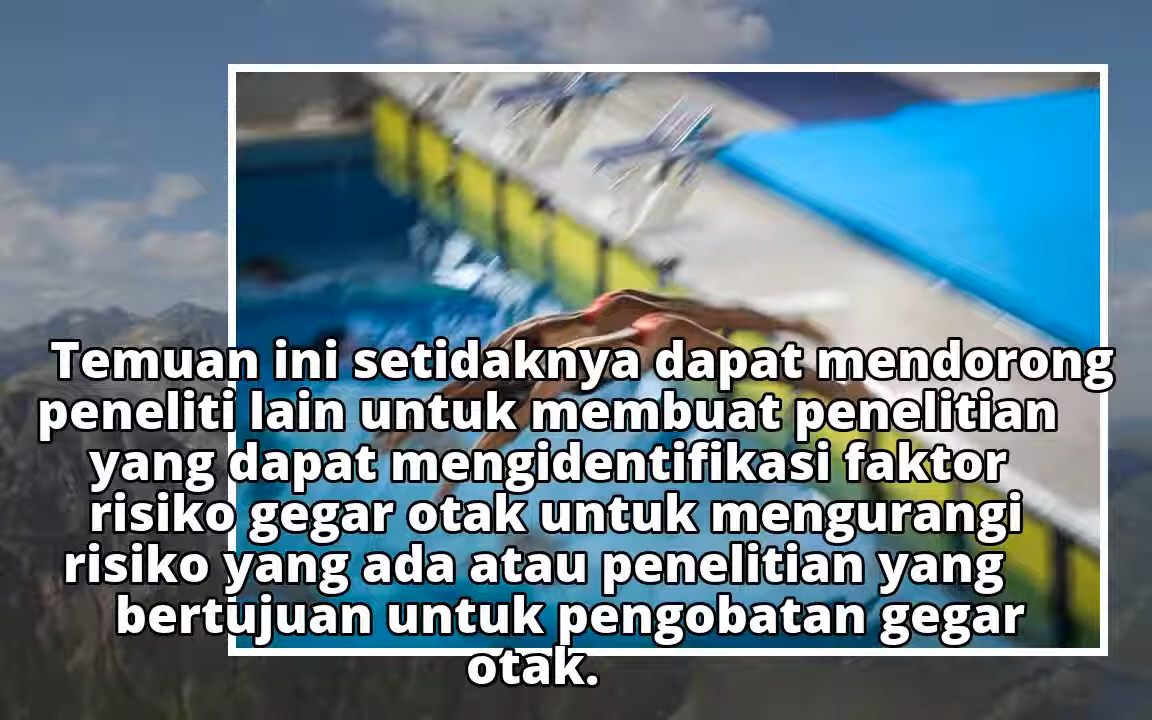 Temuan ini setidaknya dapat mendorong
peneliti lain untuk membuat penelitian
yang dapat mengidentifikasi faktor
risiko gegar otak untuk mengurangi
risiko yang ada atau penelitian yang
bertujuan untuk pengobatan gegar
otak.